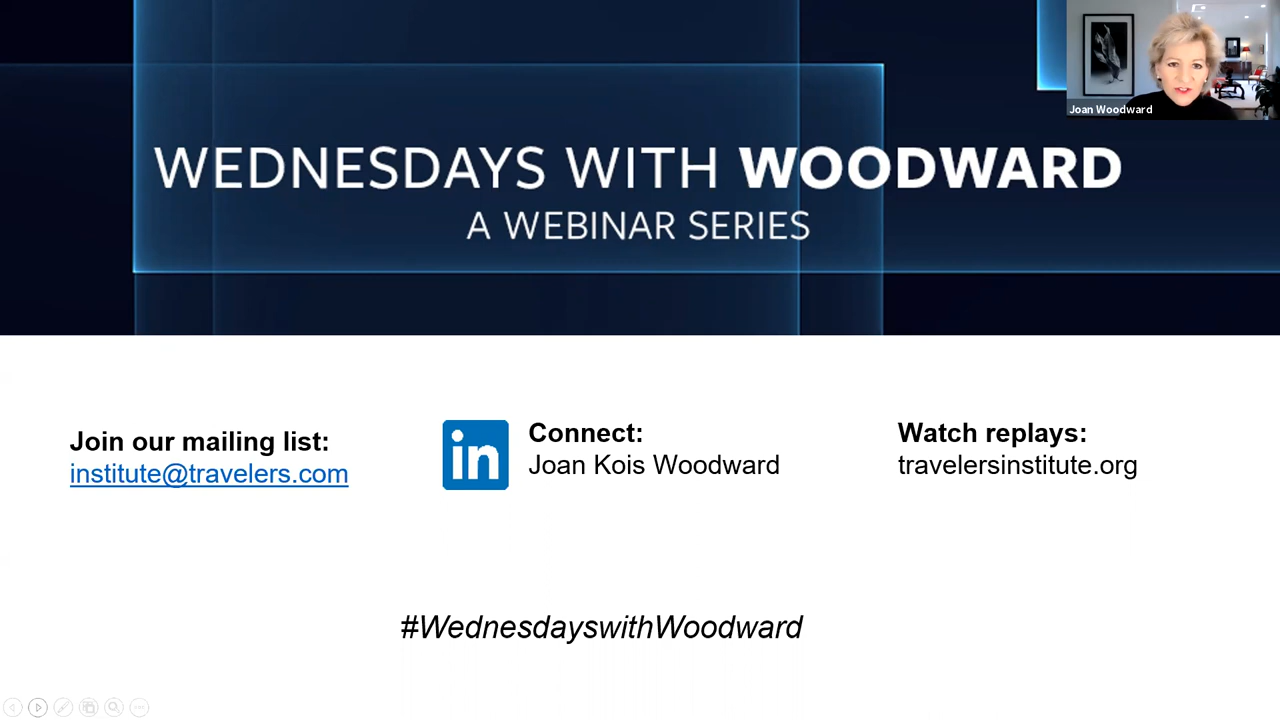 Joan Woodward
WEDNESDAYS WITH WOODWARD
A WEBINAR SERIES
Join our mailing list:
institute@travelers.com
in
Connect:
Joan Kois Woodward
Watch replays:
travelersinstitute.org
#WednesdayswithWoodward